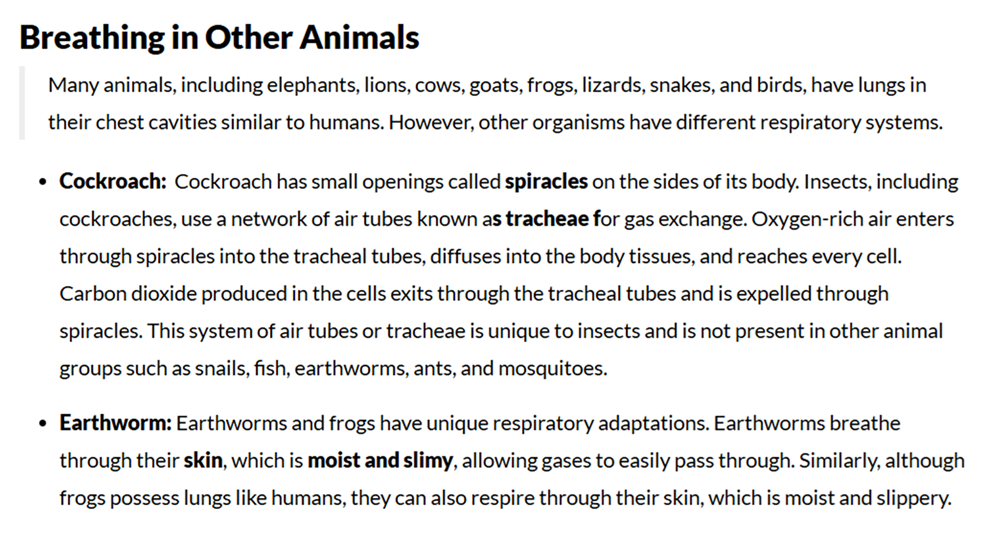 Breathing in Other Animals
Many animals, including elephants, lions, cows, goats, frogs, lizards, snakes, and birds, have lungs in
their chest cavities similar to humans. However, other organisms have different respiratory systems.
• Cockroach: Cockroach has small openings called spiracles on the sides of its body. Insects, including
cockroaches, use a network of air tubes known as tracheae for gas exchange. Oxygen-rich air enters
through spiracles into the tracheal tubes, diffuses into the body tissues, and reaches every cell.
Carbon dioxide produced in the cells exits through the tracheal tubes and is expelled through
spiracles. This system of air tubes or tracheae is unique to insects and is not present in other animal
groups such as snails, fish, earthworms, ants, and mosquitoes.
• Earthworm: Earthworms and frogs have unique respiratory adaptations. Earthworms breathe
through their skin, which is moist and slimy, allowing gases to easily pass through. Similarly, although
frogs possess lungs like humans, they can also respire through their skin, which is moist and slippery.